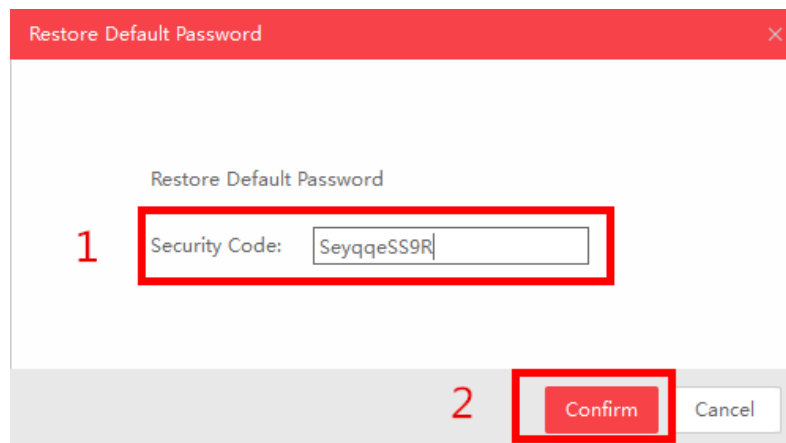 Restore Default Password
Restore Default Password
1 Security Code: SeyqqeSS9R
2 Confirm Cancel